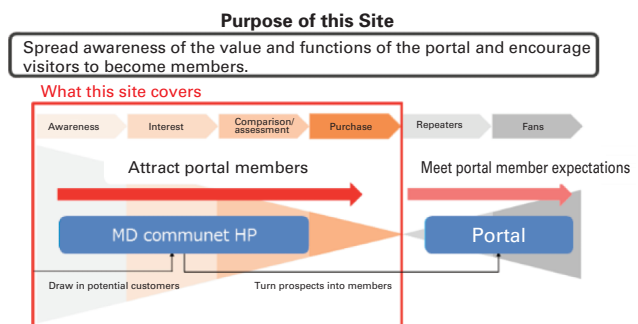 Purpose of this Site
Spread awareness of the value and functions of the portal and encourage
visitors to become members.
What this site covers
Awareness
Interest
Comparison/
assessment
Purchase
Repeaters
Fans
Attract portal members
Meet portal member expectations
MD communet HP
Portal
Draw in potential customers
Turn prospects into members